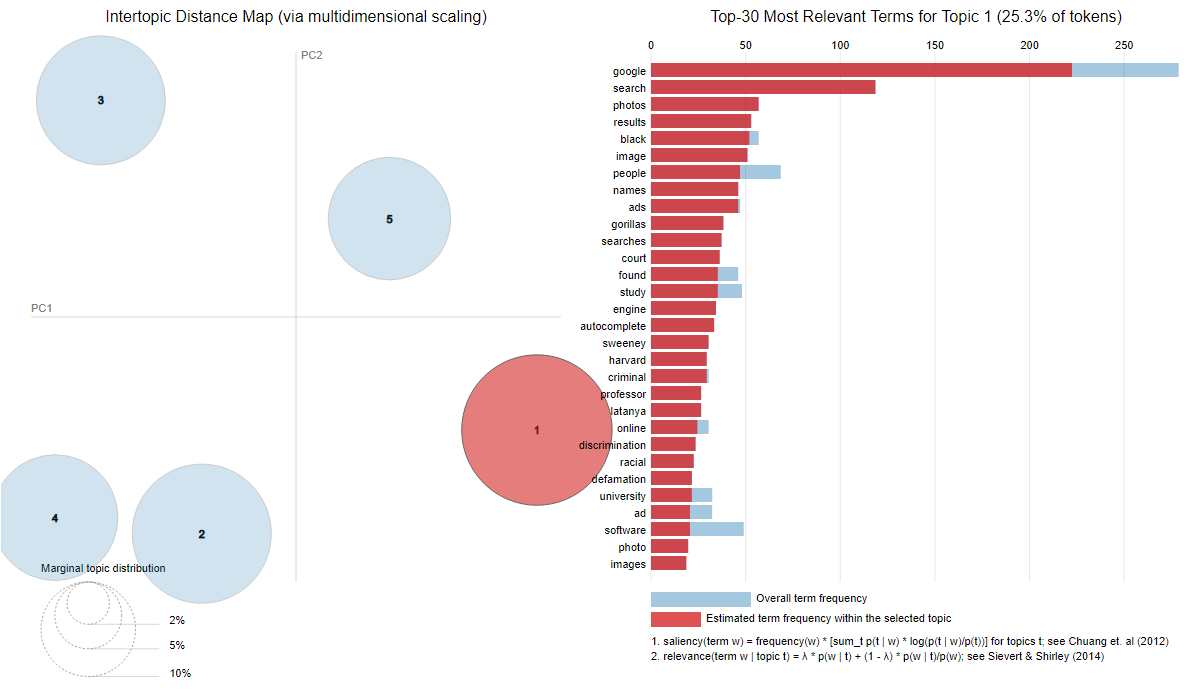 Intertopic Distance Map (via multidimensional scaling)
PC2
PC1
3
5
1
4
2
Marginal topic distribution
2%
5%
10%
Top-30 Most Relevant Terms for Topic 1 (25.3% of tokens)
0 50 100 150 200 250
google
search
photos
results
black
image
people
names
ads
gorillas
searches
court
found
study
engine
autocomplete
sweeney
harvard
criminal
professor
latanya
online
discrimination
racial
defamation
university
ad
software
photo
images
Overall term frequency
Estimated term frequency within the selected topic
1. saliency(term w) = frequency(w) * [sum_t p(t | w) * log(p(t | w)/p(t))] for topics t; see Chuang et. al (2012)
2. relevance(term w | topic t) = λ * p(w | t) + (1 - λ) * p(w | t)/p(w); see Sievert & Shirley (2014)